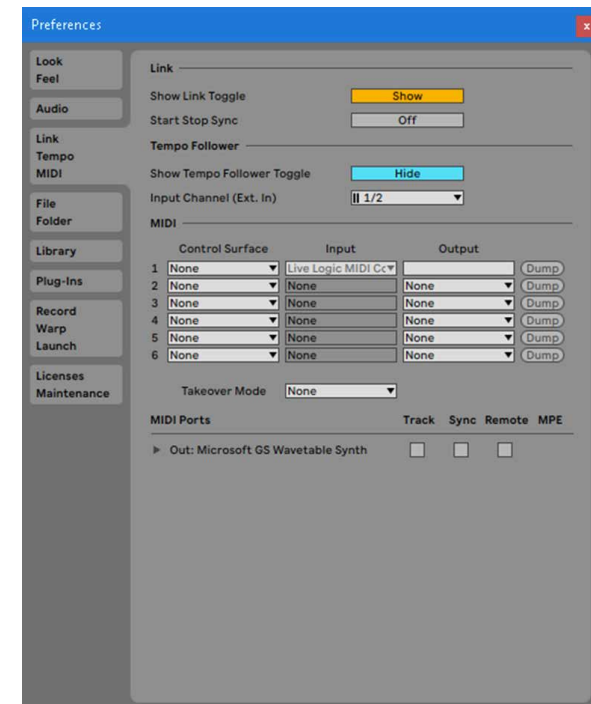 Preferences
x
Look
Feel
Audio
Link
Tempo
MIDI
File
Folder
Library
Plug-Ins
Record
Warp
Launch
Licenses
Maintenance
Link
Show Link Toggle Show
Start Stop Sync Off
Tempo Follower
Show Tempo Follower Toggle Hide
Input Channel (Ext. In) 1/2
MIDI
Control Surface Input Output
1 None Live Logic MIDI Dump
2 None None None Dump
3 None None None Dump
4 None None None Dump
5 None None None Dump
6 None None None Dump
Takeover Mode None
MIDI Ports Track Sync Remote MPE
Out: Microsoft GS Wavetable Synth